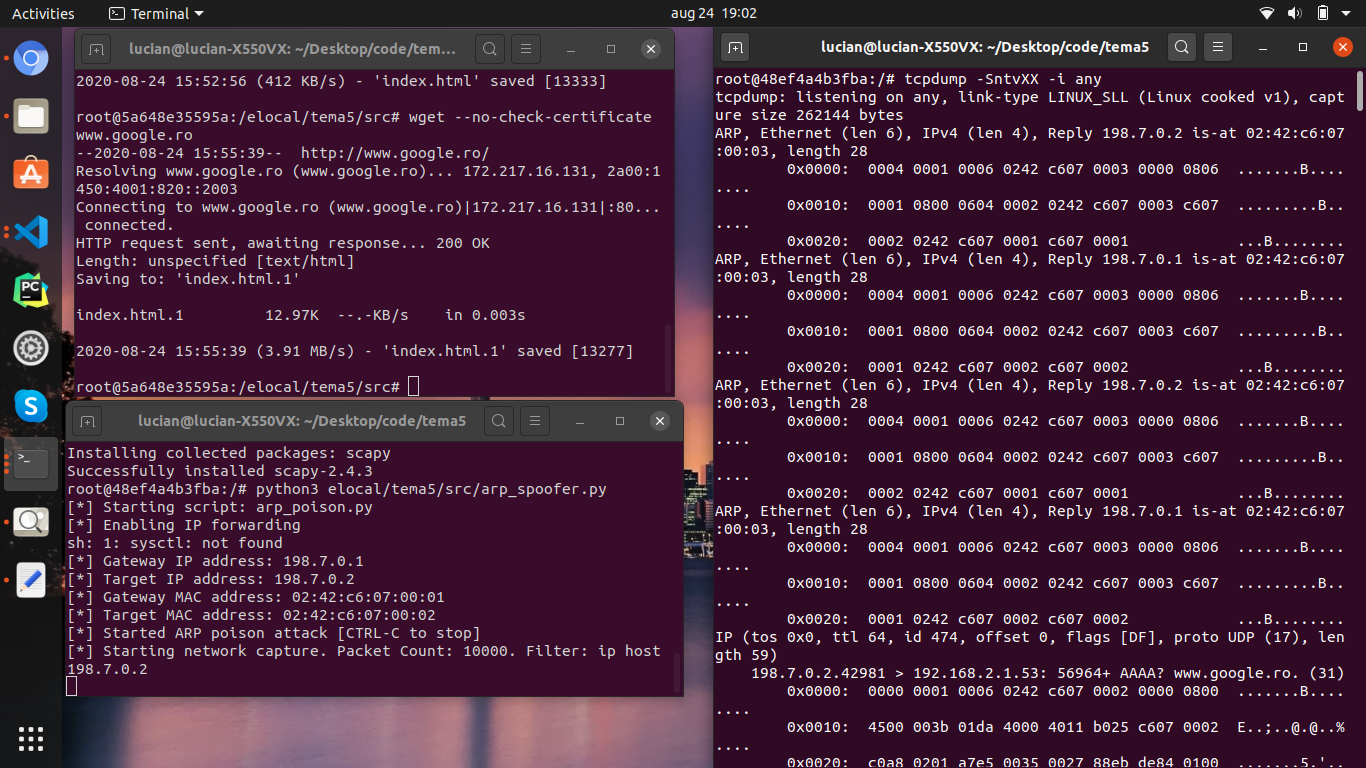 Activities
Terminal
aug 24 19:02
lucian@lucian-X550VX: ~/Desktop/code/tem...
2020-08-24 15:52:56 (412 KB/s) - 'index.html' saved [13333]
root@5a648e35595a:/elocal/tema5/src# wget --no-check-certificate
www.google.ro
--2020-08-24 15:55:39--  http://www.google.ro/
Resolving www.google.ro (www.google.ro)... 172.217.16.131, 2a00:1
450:4001:820::2003
Connecting to www.google.ro (www.google.ro)|172.217.16.131|:80...
 connected.
HTTP request sent, awaiting response... 200 OK
Length: unspecified [text/html]
Saving to: 'index.html.1'
index.html.1          12.97K  --.-KB/s    in 0.003s
2020-08-24 15:55:39 (3.91 MB/s) - 'index.html.1' saved [13277]
root@5a648e35595a:/elocal/tema5/src#
lucian@lucian-X550VX: ~/Desktop/code/tema5
Installing collected packages: scapy
Successfully installed scapy-2.4.3
root@48ef4a4b3fba:/# python3 elocal/tema5/src/arp_spoofer.py
[*] Starting script: arp_poison.py
[*] Enabling IP forwarding
sh: 1: sysctl: not found
[*] Gateway IP address: 198.7.0.1
[*] Target IP address: 198.7.0.2
[*] Gateway MAC address: 02:42:c6:07:00:01
[*] Target MAC address: 02:42:c6:07:00:02
[*] Started ARP poison attack [CTRL-C to stop]
[*] Starting network capture. Packet Count: 10000. Filter: ip host
198.7.0.2
lucian@lucian-X550VX: ~/Desktop/code/tema5
root@48ef4a4b3fba:/# tcpdump -SntvXX -i any
tcpdump: listening on any, link-type LINUX_SLL (Linux cooked v1), capt
ure size 262144 bytes
ARP, Ethernet (len 6), IPv4 (len 4), Reply 198.7.0.2 is-at 02:42:c6:07
:00:03, length 28
0x0000:  0004 0001 0006 0242 c607 0003 0000 0806  .......B....
....
0x0010:  0001 0800 0604 0002 0242 c607 0003 c607  .........B..
....
0x0020:  0002 0242 c607 0001 c607 0001            ...B........
ARP, Ethernet (len 6), IPv4 (len 4), Reply 198.7.0.1 is-at 02:42:c6:07
:00:03, length 28
0x0000:  0004 0001 0006 0242 c607 0003 0000 0806  .......B....
....
0x0010:  0001 0800 0604 0002 0242 c607 0003 c607  .........B..
....
0x0020:  0001 0242 c607 0002 c607 0002            ...B........
ARP, Ethernet (len 6), IPv4 (len 4), Reply 198.7.0.2 is-at 02:42:c6:07
:00:03, length 28
0x0000:  0004 0001 0006 0242 c607 0003 0000 0806  .......B....
....
0x0010:  0001 0800 0604 0002 0242 c607 0003 c607  .........B..
....
0x0020:  0002 0242 c607 0001 c607 0001            ...B........
ARP, Ethernet (len 6), IPv4 (len 4), Reply 198.7.0.1 is-at 02:42:c6:07
:00:03, length 28
0x0000:  0004 0001 0006 0242 c607 0003 0000 0806  .......B....
....
0x0010:  0001 0800 0604 0002 0242 c607 0003 c607  .........B..
....
0x0020:  0001 0242 c607 0002 c607 0002            ...B........
IP (tos 0x0, ttl 64, id 474, offset 0, flags [DF], proto UDP (17), len
gth 59)
    198.7.0.2.42981 > 192.168.2.1.53: 56964+ AAAA? www.google.ro. (31)
0x0000:  0000 0001 0006 0242 c607 0002 0000 0800  .......B....
....
0x0010:  4500 003b 01da 4000 4011 b025 c607 0002  E..;..@.@..%
....
0x0020:  c0a8 0201 a7e5 0035 0027 88eb de84 0100  .......5.'..
PC
S
>_